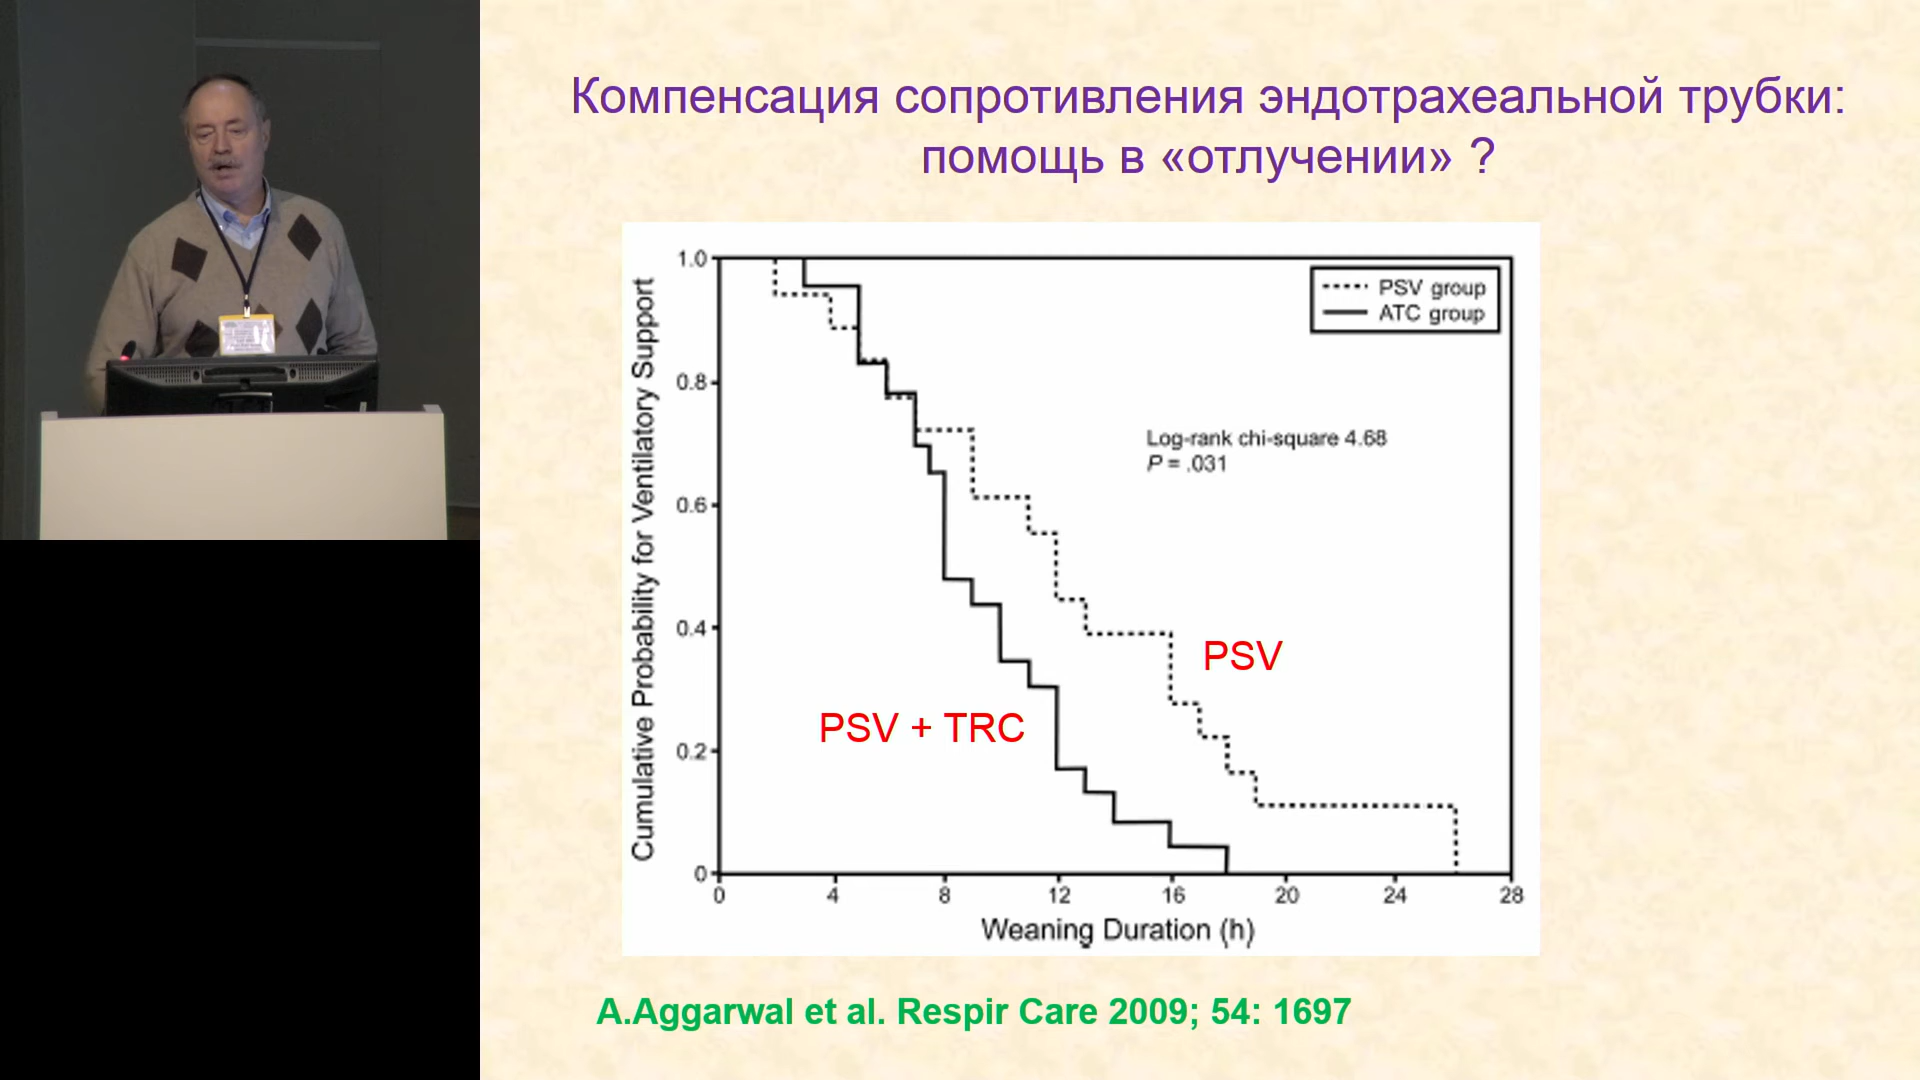 Компенсация сопротивления эндотрахеальной трубки:
помощь в «отлучении» ?
Cumulative Probability for Ventilatory Support
1.0
0.8
0.6
0.4
0.2
0
PSV group
ATC group
Log-rank chi-square 4.68
P = .031
PSV
PSV + TRC
0 4 8 12 16 20 24 28
Weaning Duration (h)
A.Aggarwal et al. Respir Care 2009; 54: 1697